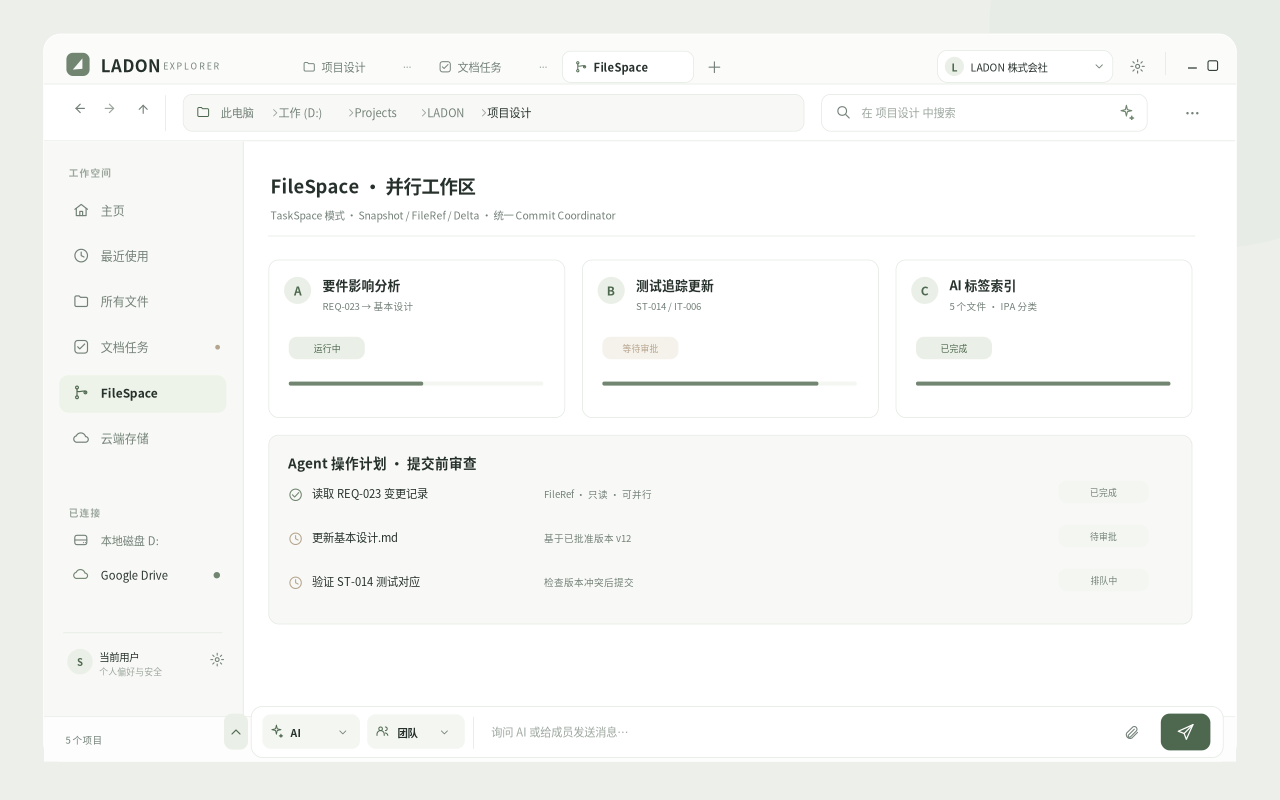 LADON EXPLORER
项目设计 ···
文档任务 ···
FileSpace
L LADON 株式会社
此电脑 >工作 (D:) >Projects >LADON >项目设计
在 项目设计 中搜索
工作空间
主页
最近使用
所有文件
文档任务
FileSpace
云端存储
已连接
本地磁盘 D:
Google Drive
S 当前用户
个人偏好与安全
5 个项目
FileSpace · 并行工作区
TaskSpace 模式 · Snapshot / FileRef / Delta · 统一 Commit Coordinator
A 要件影响分析
REQ-023 → 基本设计
运行中
B 测试追踪更新
ST-014 / IT-006
等待审批
C AI 标签索引
5 个文件 · IPA 分类
已完成
Agent 操作计划 · 提交前审查
读取 REQ-023 变更记录 FileRef · 只读 · 可并行 已完成
更新基本设计.md 基于已批准版本 v12 待审批
验证 ST-014 测试对应 检查版本冲突后提交 排队中
AI 团队 询问 AI 或给成员发送消息…